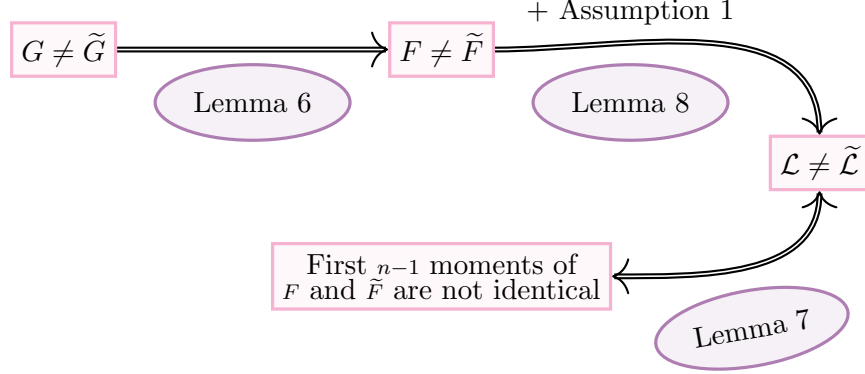 + Assumption 1
G ≠ G̃
F ≠ F̃
Lemma 6
Lemma 8
ℒ ≠ ℒ̃
First n−1 moments of
F and F̃ are not identical
Lemma 7